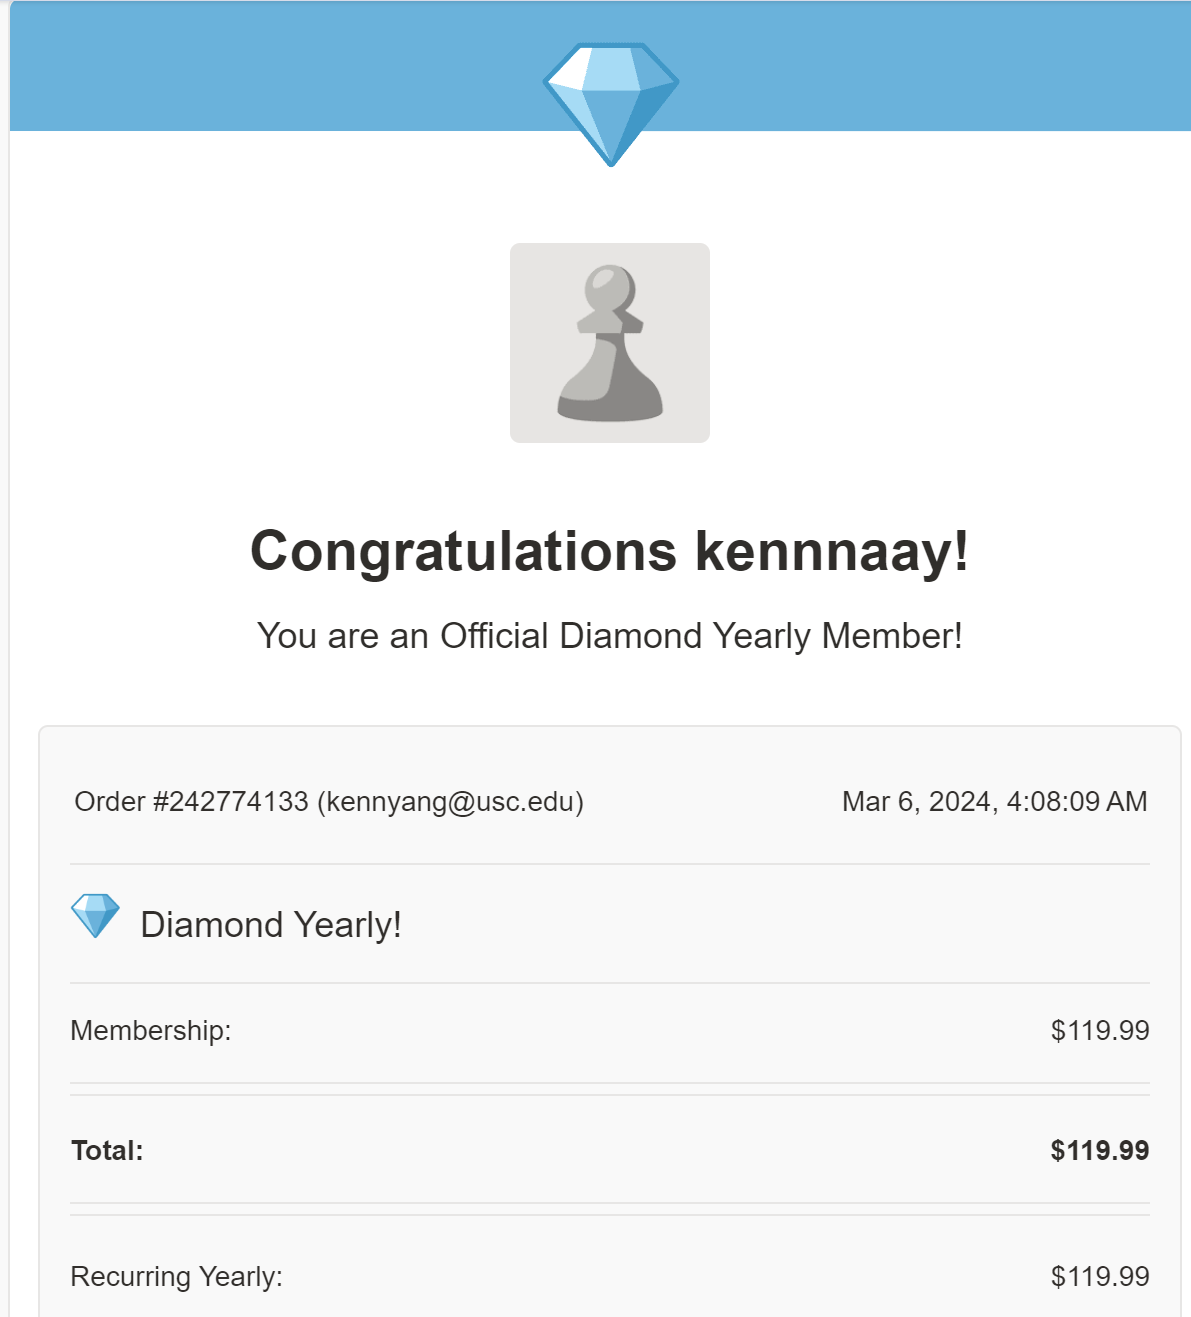 Congratulations kennnaay!
You are an Official Diamond Yearly Member!
Order #242774133 (kennyang@usc.edu) Mar 6, 2024, 4:08:09 AM
Diamond Yearly!
Membership: $119.99
Total: $119.99
Recurring Yearly: $119.99